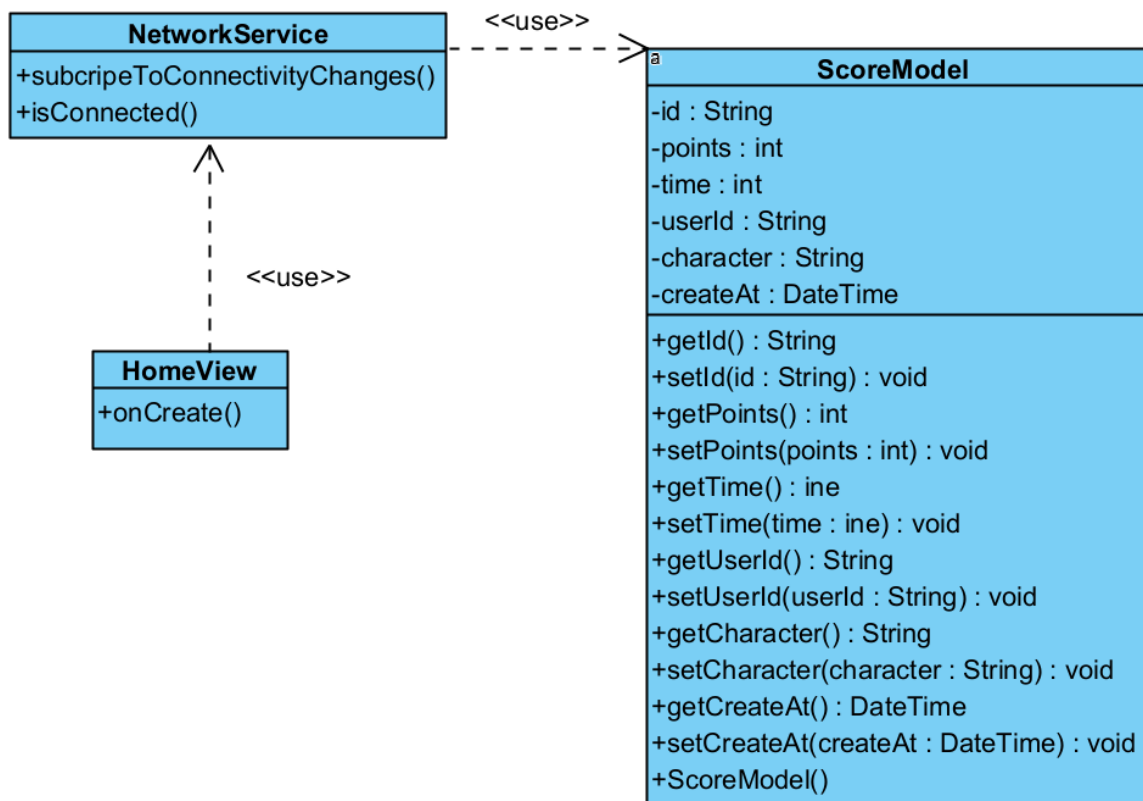 NetworkService
+subcripeToConnectivityChanges()
+isConnected()
<<use>>
<<use>>
HomeView
+onCreate()
a
ScoreModel
-id : String
-points : int
-time : int
-userId : String
-character : String
-createAt : DateTime
+getId() : String
+setId(id : String) : void
+getPoints() : int
+setPoints(points : int) : void
+getTime() : ine
+setTime(time : ine) : void
+getUserId() : String
+setUserId(userId : String) : void
+getCharacter() : String
+setCharacter(character : String) : void
+getCreateAt() : DateTime
+setCreateAt(createAt : DateTime) : void
+ScoreModel()